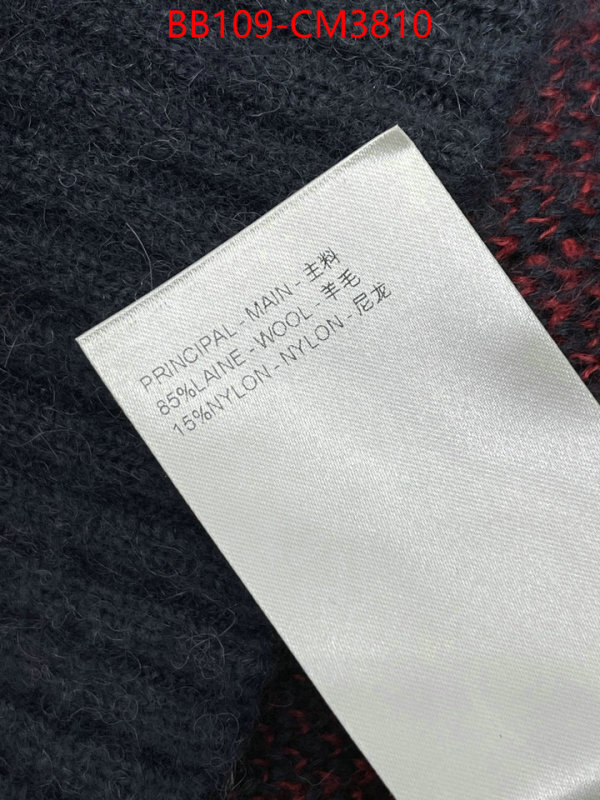 BB109-CM3810
PRINCIPAL - MAIN - 主料
85%LAINE - WOOL - 羊毛
15%NYLON - NYLON - 尼龙